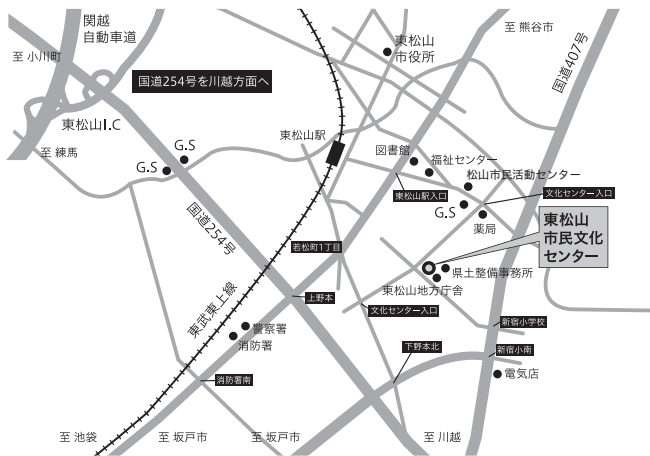 関越
自動車道
至 小川町
国道254号を川越方面へ
東松山
市役所
至 熊谷市
国道407号
東松山I.C
至 練馬
G.S
G.S
東松山駅
図書館
福祉センター
松山市民活動センター
東松山駅入口
G.S
文化センター入口
薬局
国道254号
若松町1丁目
東松山
市民文化
センター
県土整備事務所
東松山地方庁舎
上野本
文化センター入口
東武東上線
警察署
消防署
新宿小学校
下野本北
新宿小南
消防署南
電気店
至 池袋
至 坂戸市
至 坂戸市
至 川越